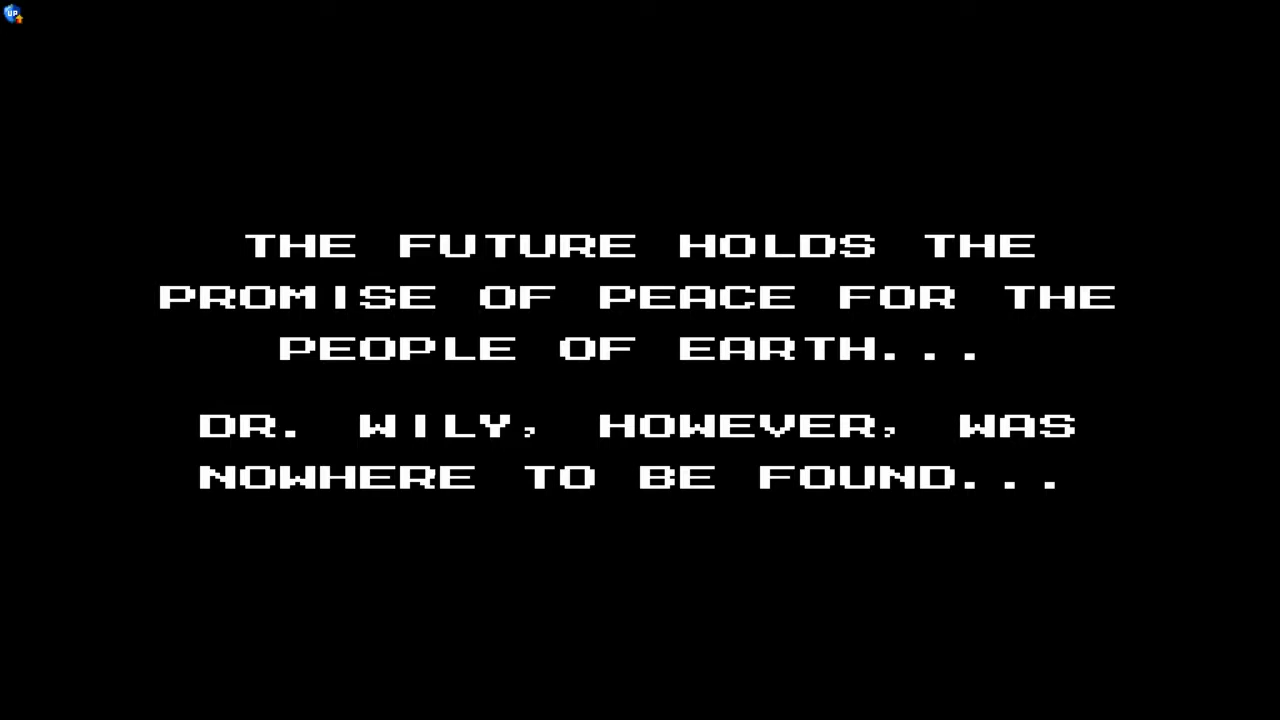 UP
THE FUTURE HOLDS THE
PROMISE OF PEACE FOR THE
PEOPLE OF EARTH...
DR. WILY, HOWEVER, WAS
NOWHERE TO BE FOUND...